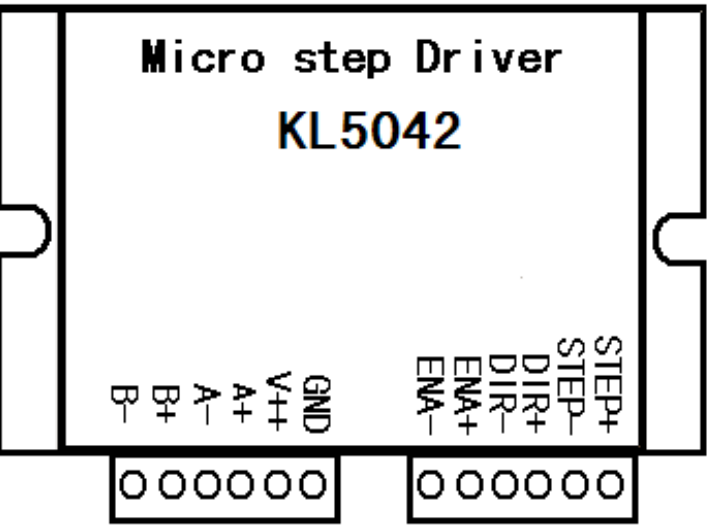 Micro step Driver
KL5042
B-
B+
A-
A+
V++
GND
ENA-
ENA+
DIR-
DIR+
STEP-
STEP+